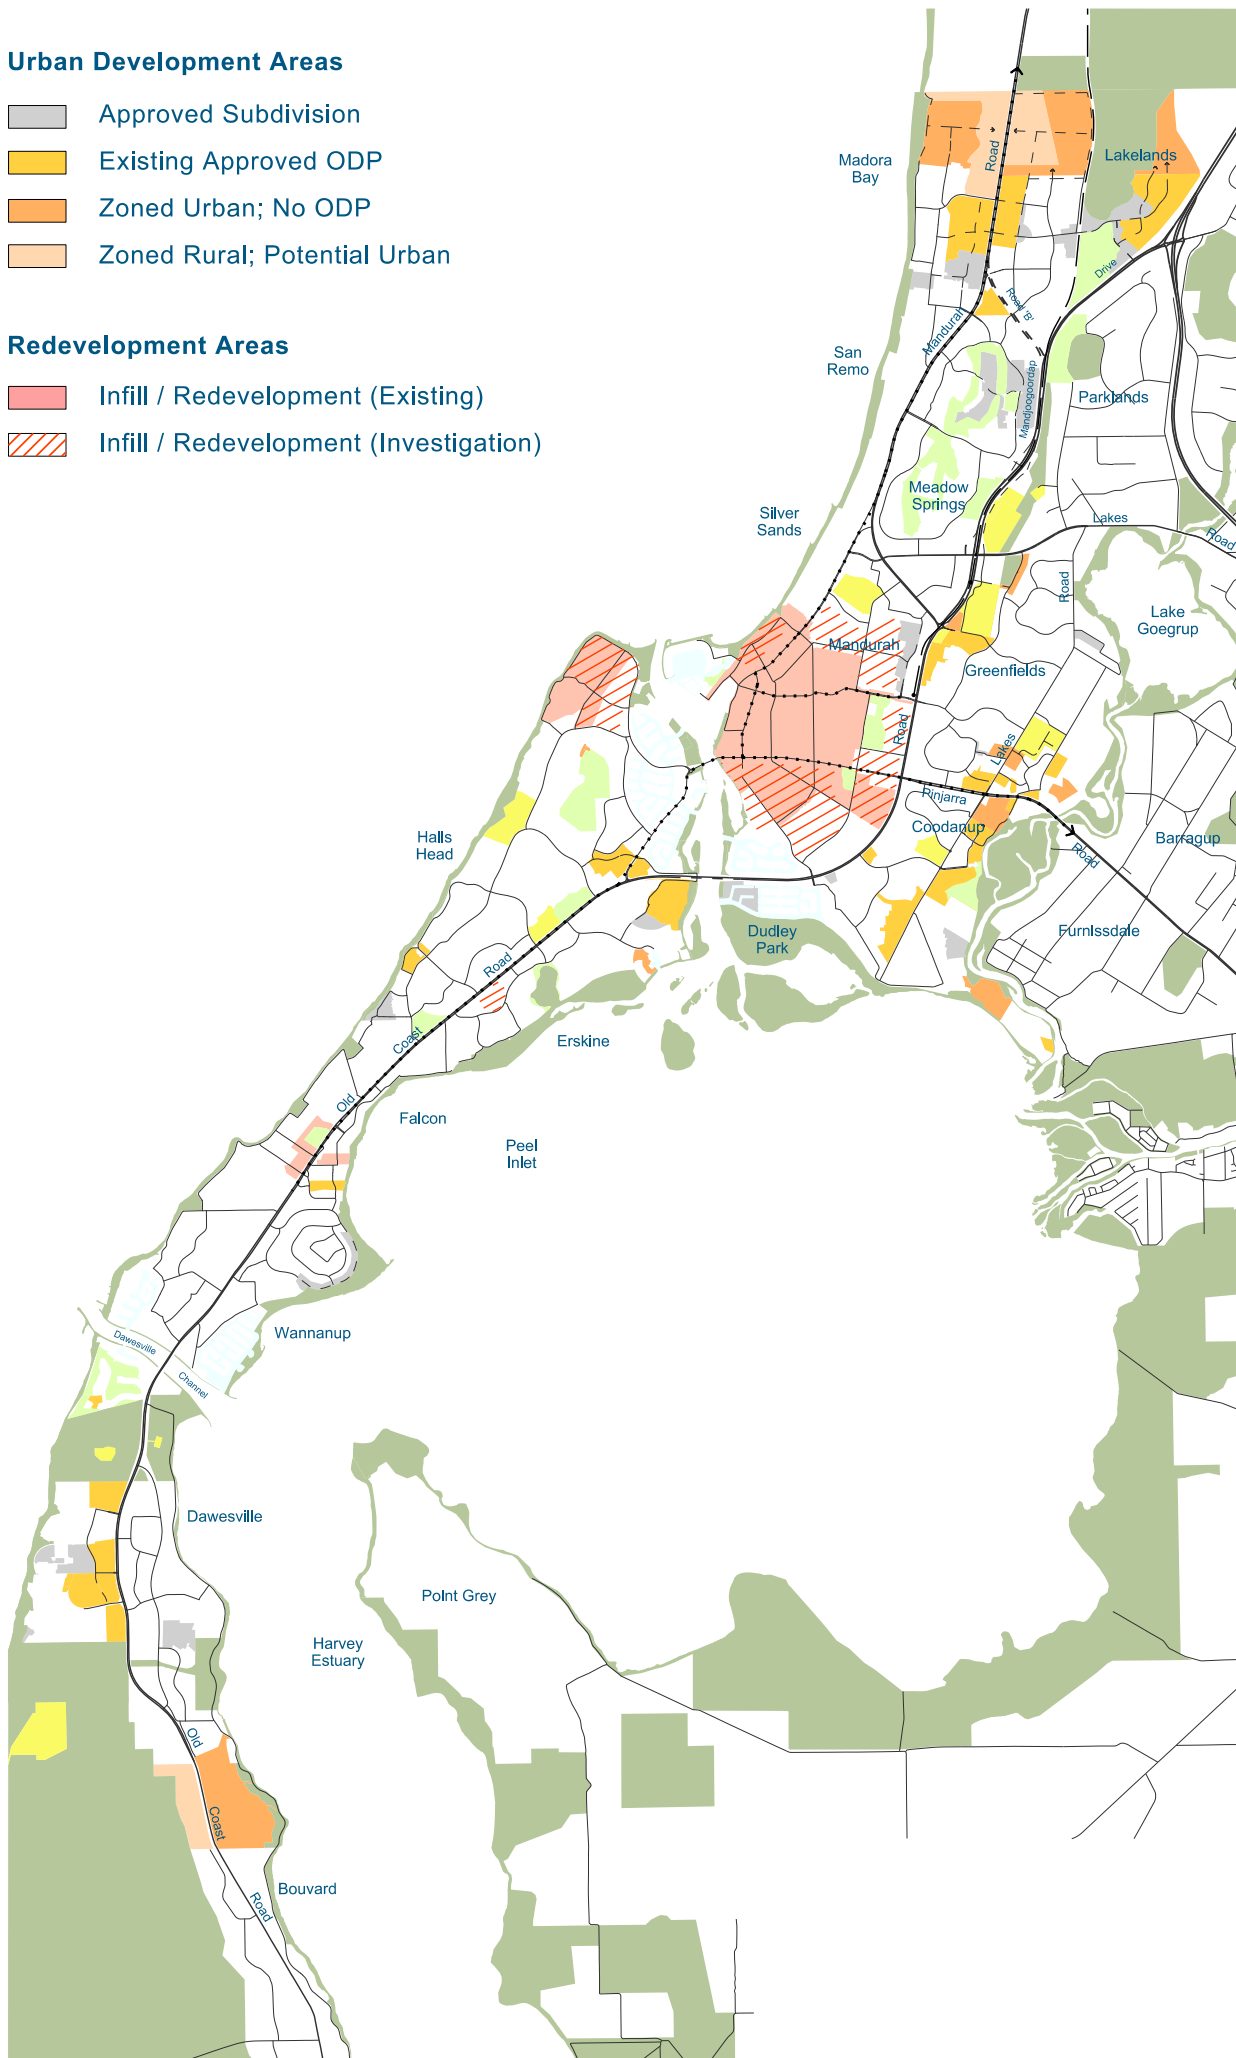 Urban Development Areas
Approved Subdivision
Existing Approved ODP
Zoned Urban; No ODP
Zoned Rural; Potential Urban
Redevelopment Areas
Infill / Redevelopment (Existing)
Infill / Redevelopment (Investigation)
Madora
Bay
Road
Lakelands
Drive
Road 'B'
Mandurah
San
Remo
Mandjoogoordap
Parklands
Meadow
Springs
Silver
Sands
Lakes
Road
Road
Lake
Goegrup
Mandurah
Greenfields
Road
Lakes
Pinjarra
Coodanup
Road
Barragup
Halls
Head
Dudley
Park
Furnissdale
Road
Coast
Old
Erskine
Falcon
Peel
Inlet
Wannanup
Dawesville
Channel
Dawesville
Point Grey
Harvey
Estuary
Old
Coast
Road
Bouvard